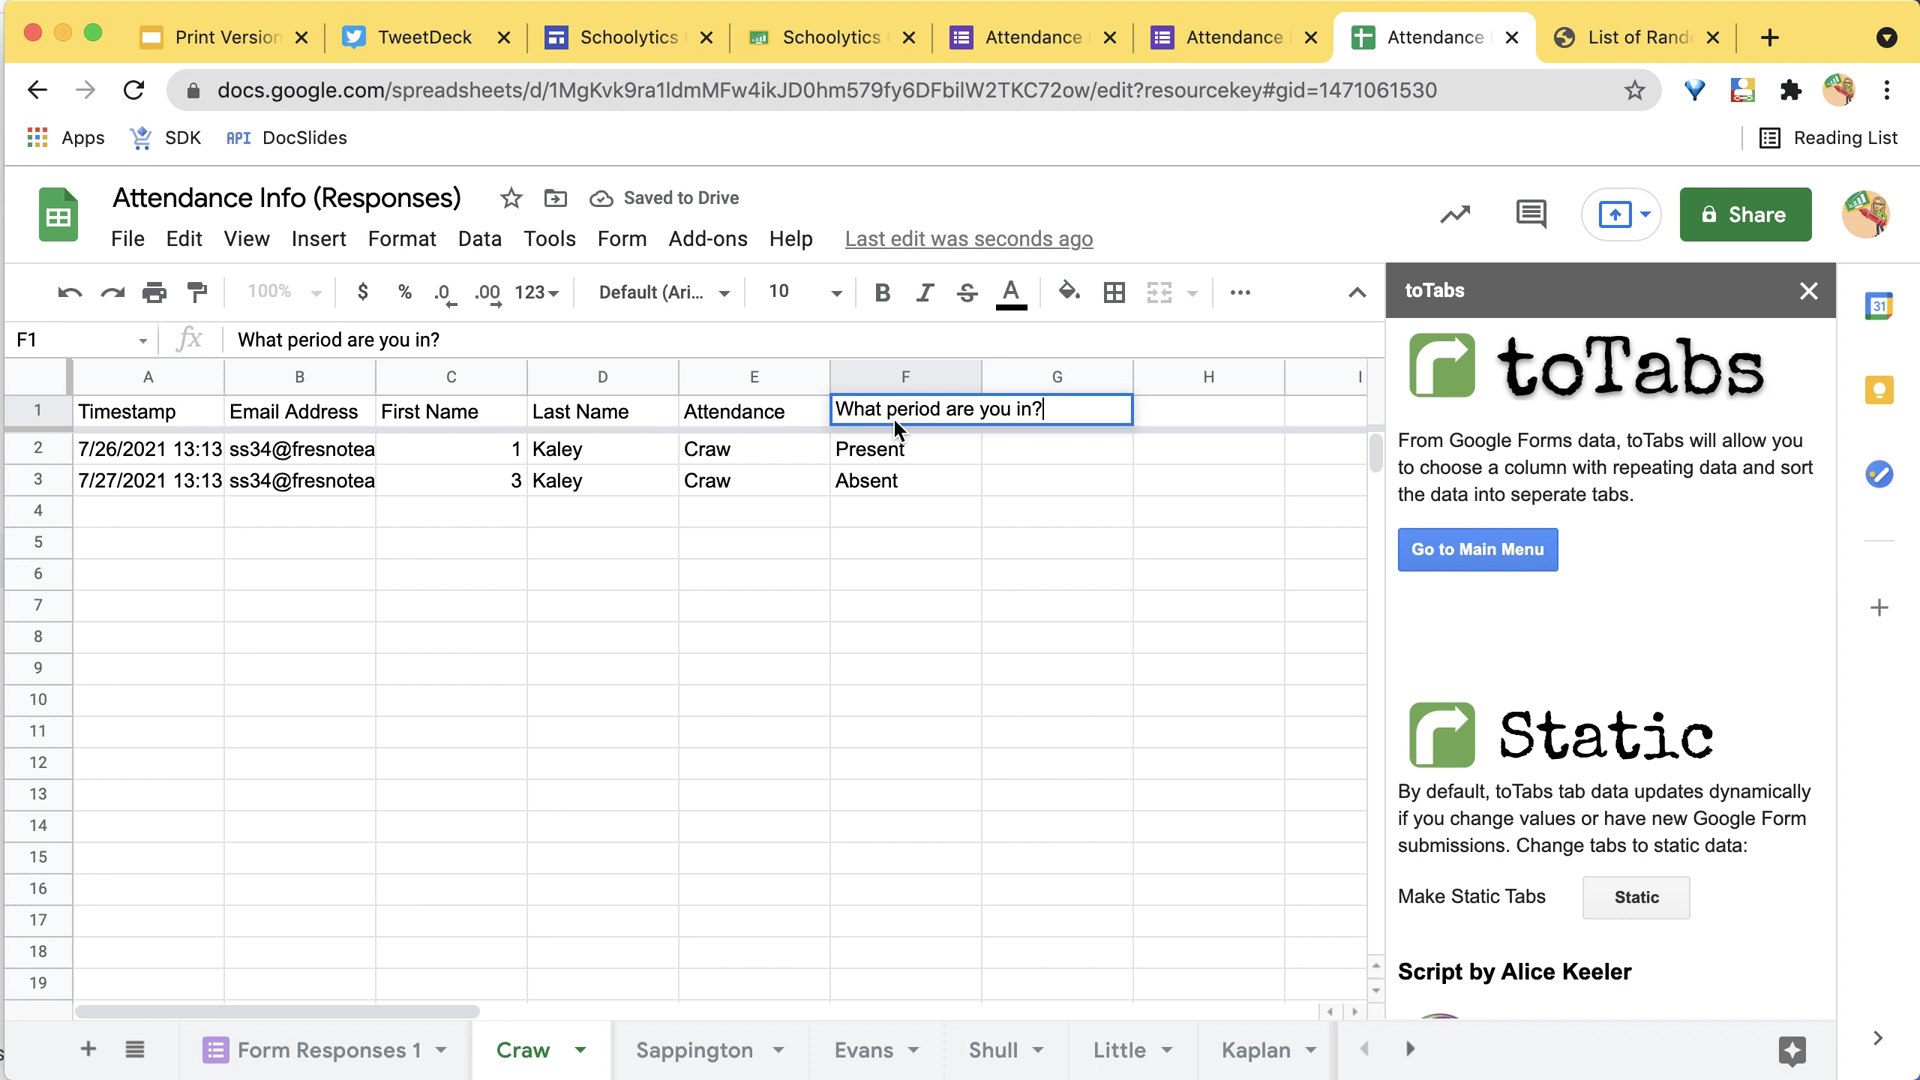 Print Version
TweetDeck
Schoolytics
Schoolytics
Attendance
Attendance
Attendance
List of Rand
docs.google.com/spreadsheets/d/1MgKvk9ra1ldmMFw4ikJD0hm579fy6DFbilW2TKC72ow/edit?resourcekey#gid=1471061530
Apps
SDK
API DocSlides
Reading List
Attendance Info (Responses)
Saved to Drive
File Edit View Insert Format Data Tools Form Add-ons Help Last edit was seconds ago
Share
100% $ % .0 .00 123 Default (Ari... 10 B I S A
F1 fx What period are you in?
A B C D E F G H I
1 Timestamp Email Address First Name Last Name Attendance What period are you in?
2 7/26/2021 13:13 ss34@fresnotea 1 Kaley Craw Present
3 7/27/2021 13:13 ss34@fresnotea 3 Kaley Craw Absent
4
5
6
7
8
9
10
11
12
13
14
15
16
17
18
19
Form Responses 1 Craw Sappington Evans Shull Little Kaplan
toTabs
toTabs
From Google Forms data, toTabs will allow you
to choose a column with repeating data and sort
the data into seperate tabs.
Go to Main Menu
Static
By default, toTabs tab data updates dynamically
if you change values or have new Google Form
submissions. Change tabs to static data:
Make Static Tabs Static
Script by Alice Keeler
31